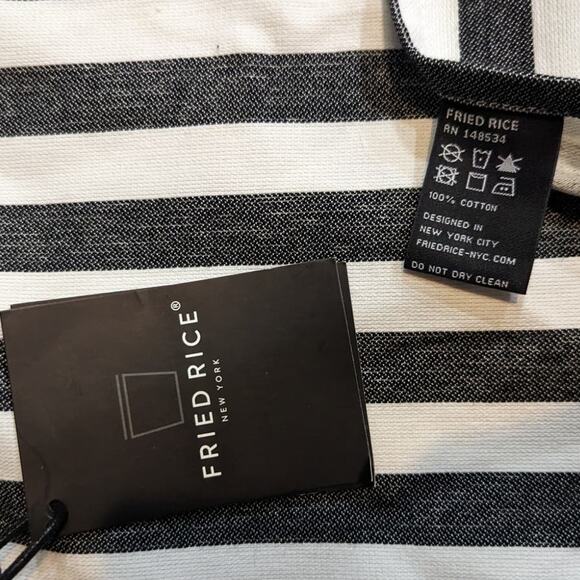 FRIED RICE
RN 148534
100% COTTON
DESIGNED IN
NEW YORK CITY
FRIEDRICE-NYC.COM
DO NOT DRY CLEAN
FRIED RICE®
NEW YORK